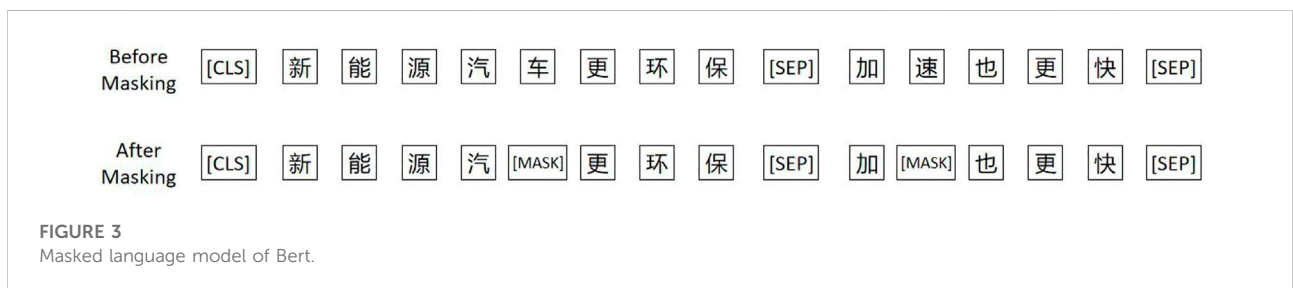 Before Masking [CLS] 新 能 源 汽 车 更 环 保 [SEP] 加 速 也 更 快 [SEP]
After Masking [CLS] 新 能 源 汽 [MASK] 更 环 保 [SEP] 加 [MASK] 也 更 快 [SEP]
FIGURE 3
Masked language model of Bert.